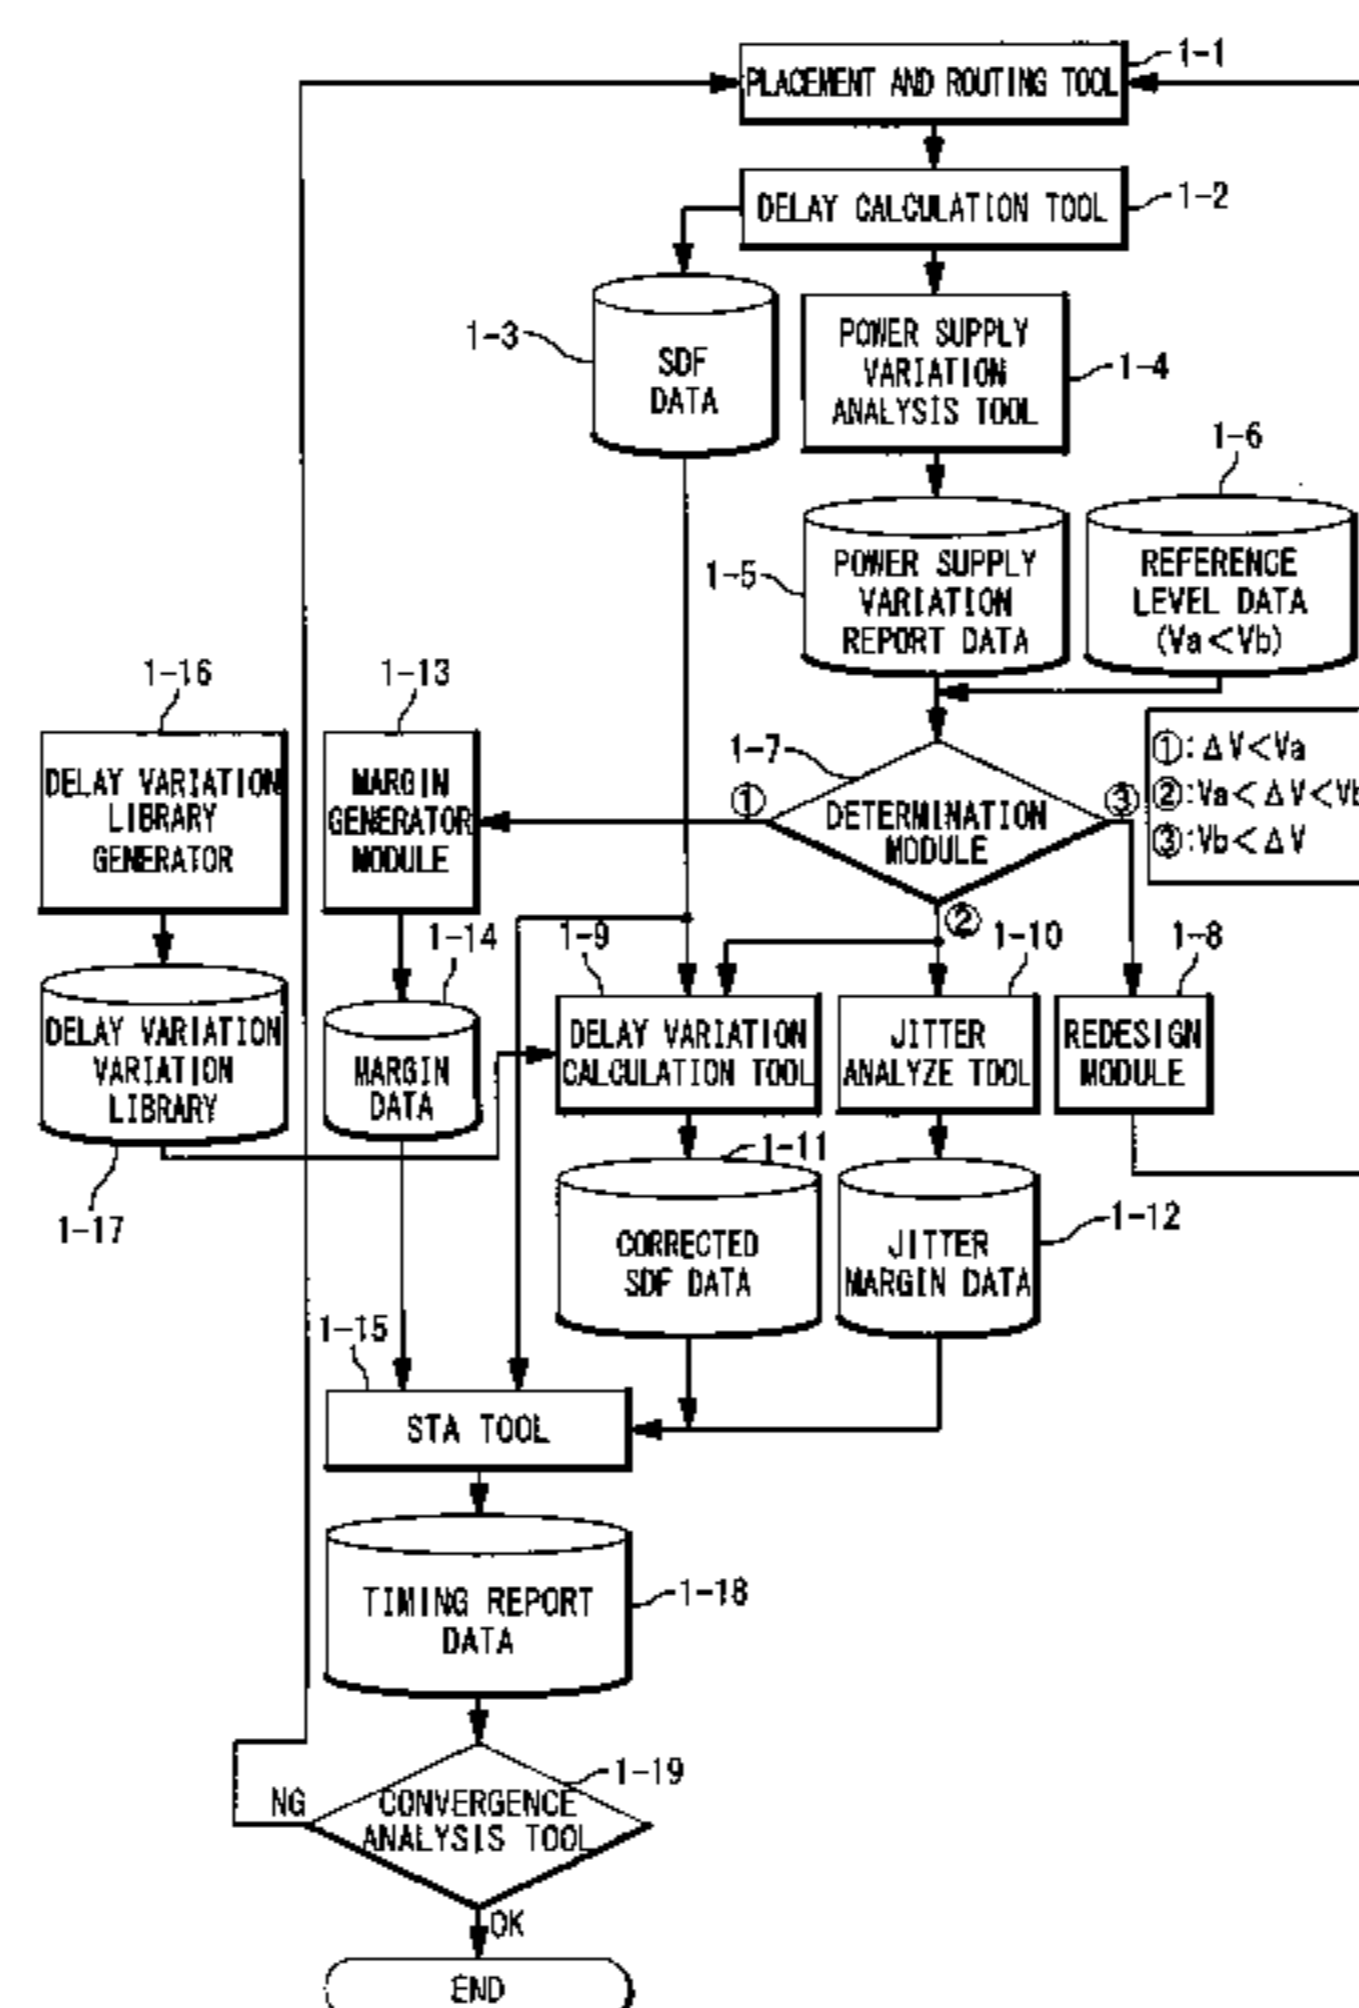 1-1
PLACEMENT AND ROUTING TOOL
1-2
DELAY CALCULATION TOOL
1-3
SDF
DATA
POWER SUPPLY
VARIATION
ANALYSIS TOOL
1-4
1-6
1-5
POWER SUPPLY
VARIATION
REPORT DATA
REFERENCE
LEVEL DATA
(Va<Vb)
1-16
1-13
DELAY VARIATION
LIBRARY
GENERATOR
MARGIN
GENERATOR
MODULE
1-7
①
DETERMINATION
MODULE
③
②
①:ΔV<Va
②:Va<ΔV<Vb
③:Vb<ΔV
1-14
1-9
1-10
1-8
DELAY VARIATION
VARIATION
LIBRARY
MARGIN
DATA
DELAY VARIATION
CALCULATION TOOL
JITTER
ANALYZE TOOL
REDESIGN
MODULE
1-17
1-11
CORRECTED
SDF DATA
JITTER
MARGIN DATA
1-12
1-15
STA TOOL
TIMING REPORT
DATA
1-18
1-19
NG
CONVERGENCE
ANALYSIS TOOL
OK
END